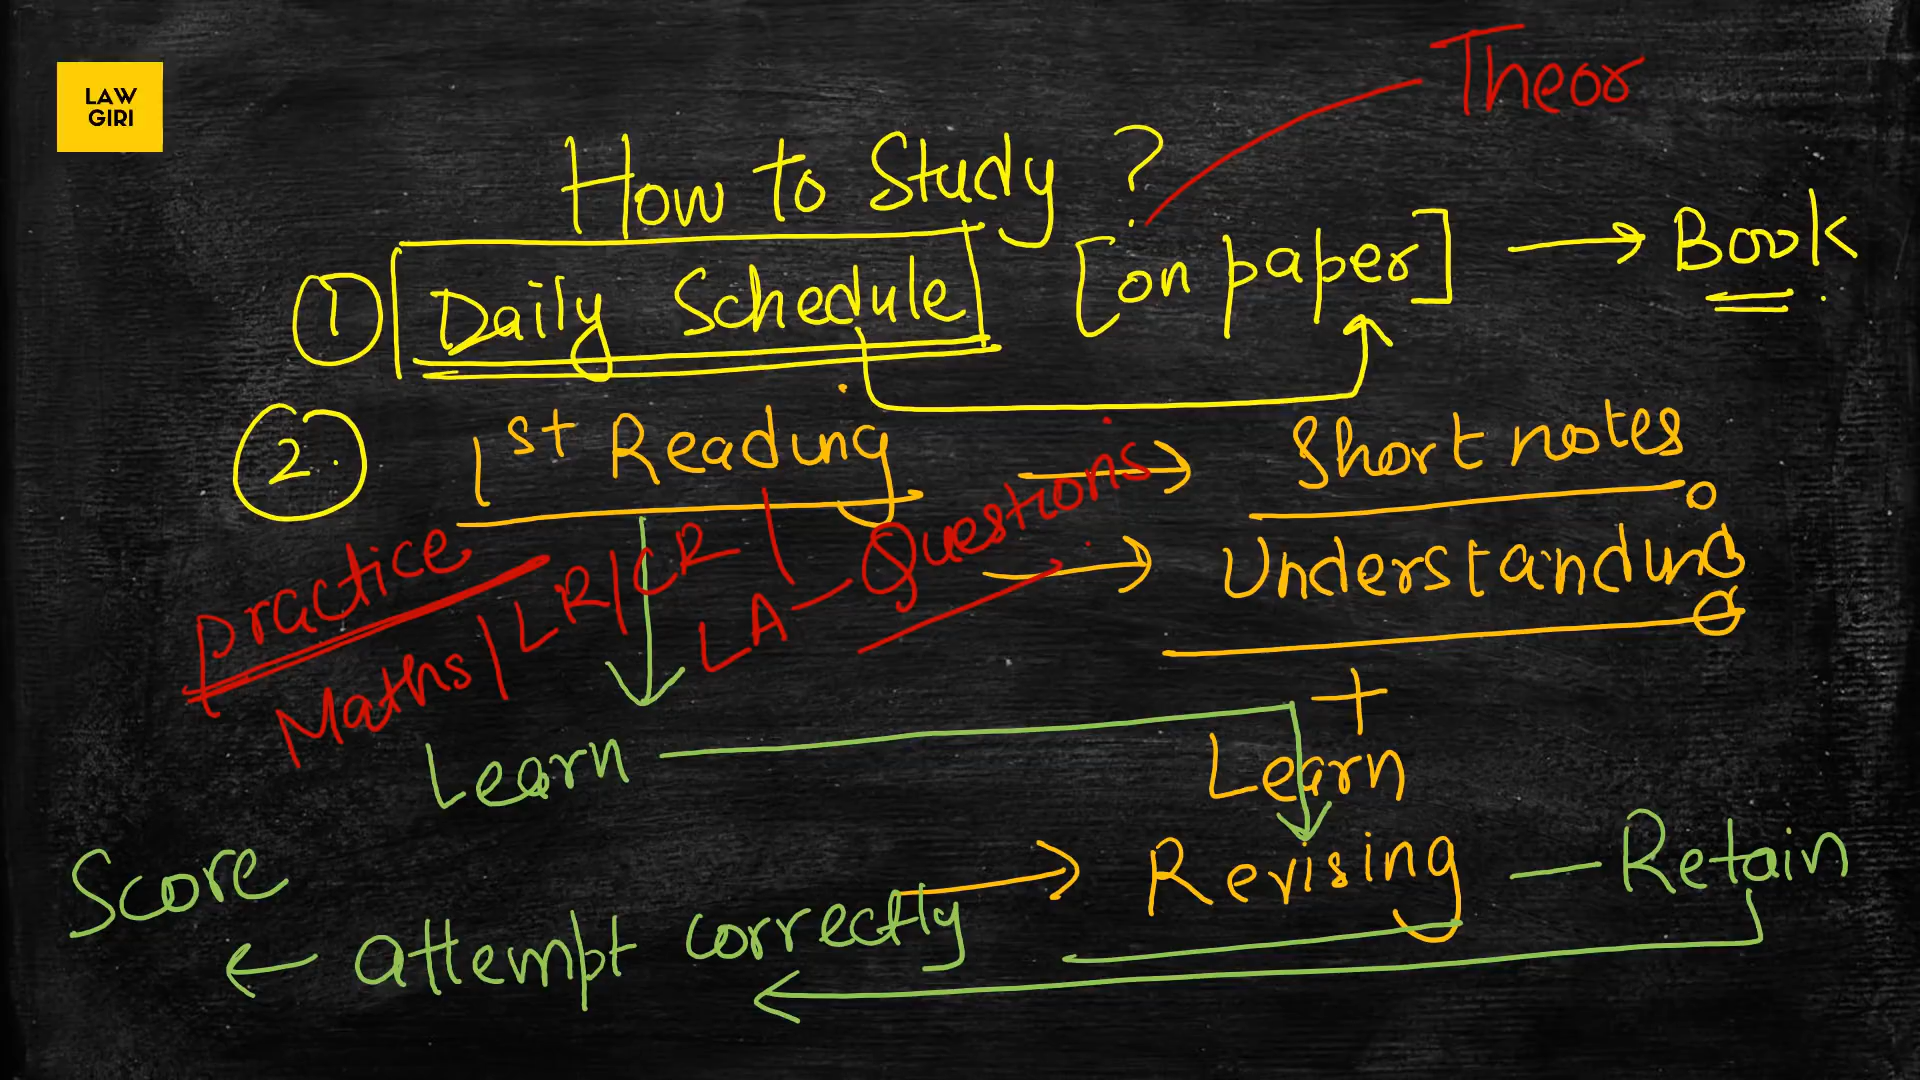 LAW
GIRI
Theor
How to Study ?
1 Daily Schedule [on paper] → Book
2. 1st Reading → Short notes
→ Understanding
practice
Maths | LR | CR |
LA - Questions
+
Learn
Learn
→ Revising - Retain
Score ← attempt correctly